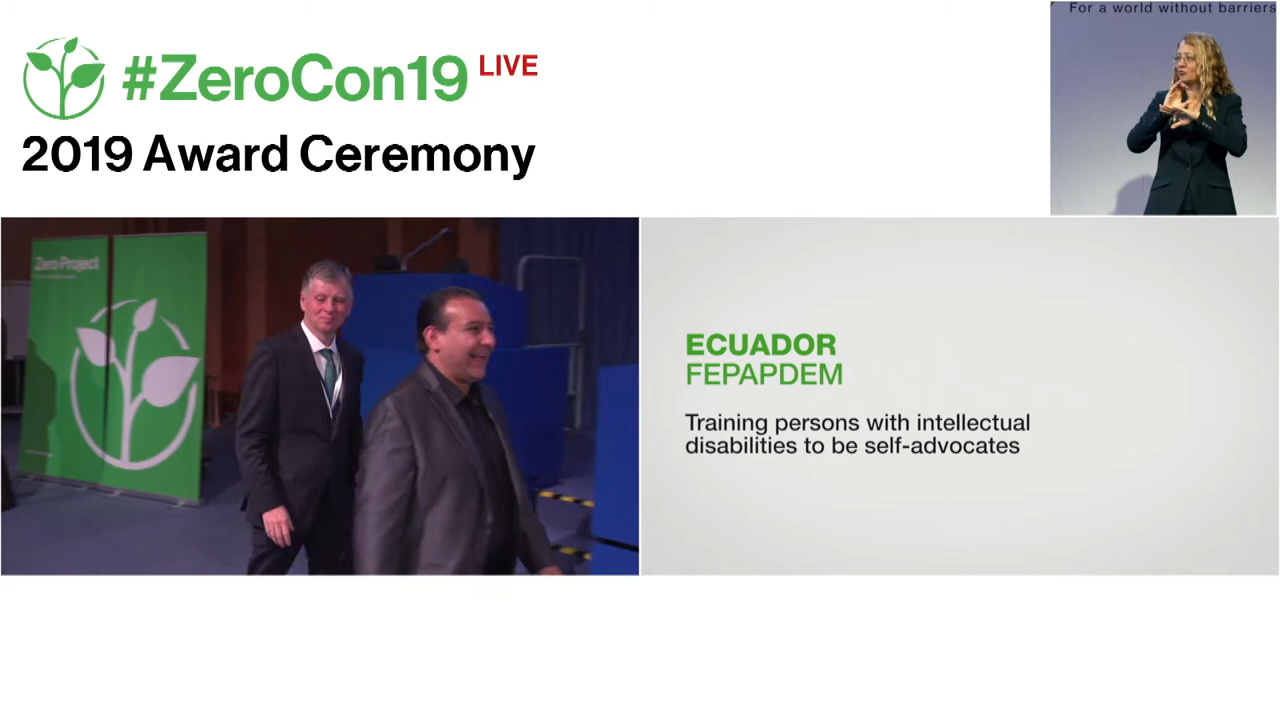 For a world without barriers
#ZeroCon19 LIVE
2019 Award Ceremony
Zero Project
ECUADOR
FEPAPDEM
Training persons with intellectual
disabilities to be self-advocates